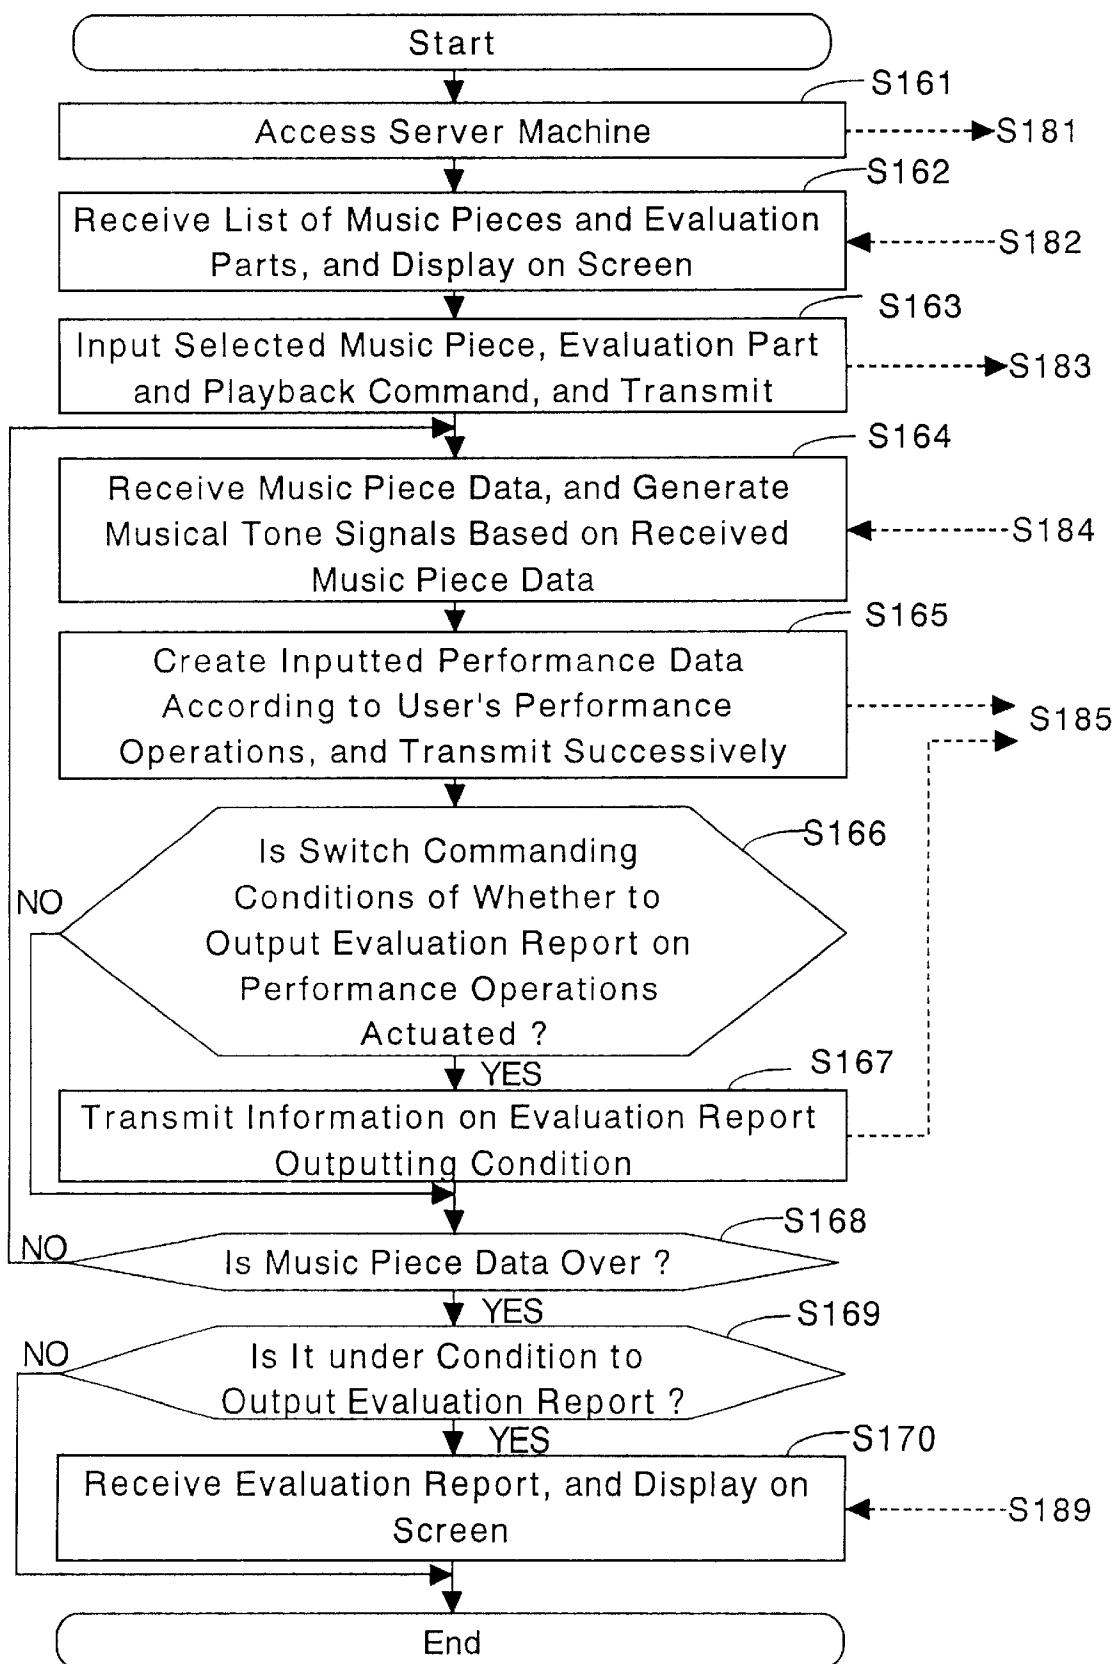 Start
S161
Access Server Machine
S181
S162
Receive List of Music Pieces and Evaluation
Parts, and Display on Screen
S182
S163
Input Selected Music Piece, Evaluation Part
and Playback Command, and Transmit
S183
S164
Receive Music Piece Data, and Generate
Musical Tone Signals Based on Received
Music Piece Data
S184
S165
Create Inputted Performance Data
According to User's Performance
Operations, and Transmit Successively
S185
S166
Is Switch Commanding
Conditions of Whether to
Output Evaluation Report on
Performance Operations
Actuated ?
NO
YES
S167
Transmit Information on Evaluation Report
Outputting Condition
S168
NO
Is Music Piece Data Over ?
YES
S169
NO
Is It under Condition to
Output Evaluation Report ?
YES
S170
Receive Evaluation Report, and Display on
Screen
S189
End